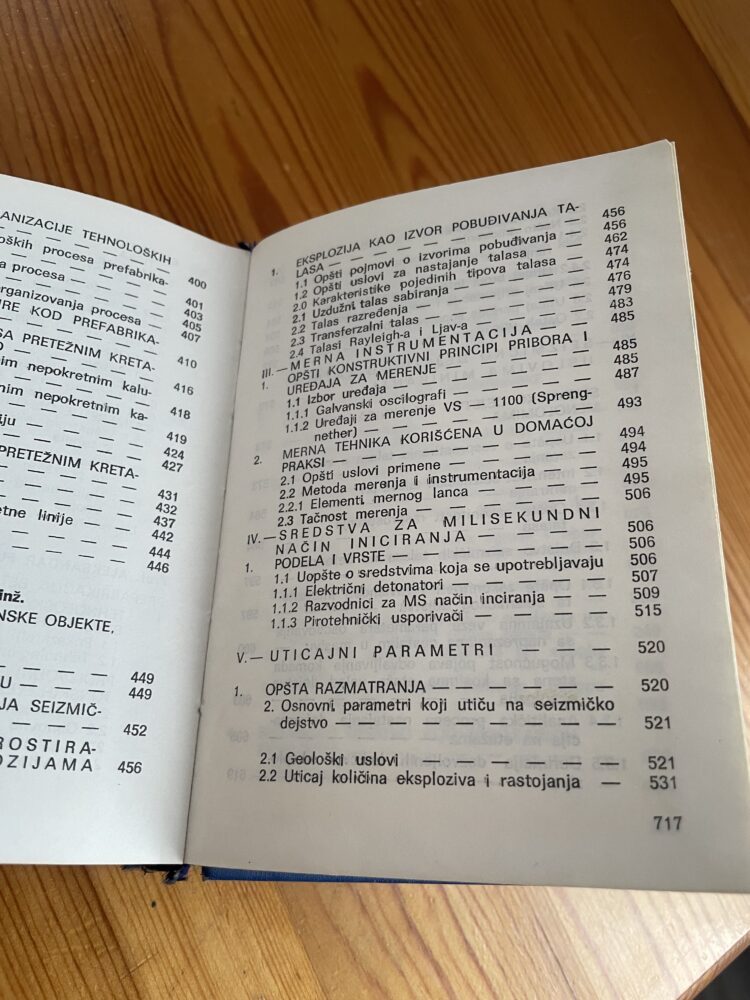 ANIZACIJE TEHNOLOŠKIH
— — — — — — — — 400
oških procesa prefabrika-
— — — — — — — — 401
a procesa — — — — — 403
organizovanja procesa — 405
RE KOD PREFABRIKA-
— — — — — — — — 407
SA PRETEŽNIM KRETA-
O — — — — — — — 410
nim nepokretnim kalu-
— — — — — — — — 416
nim nepokretnim ka-
— — — — — — — — 418
iju — — — — — — 419
— — — — — — — — 424
PRETEŽNIM KRETA-
— — — — — — — — 427
— — — — — — — — 431
— — — — — — — — 432
etne linije — — — — 437
— — — — — — — — 442
— — — — — — — — 444
— — — — — — — — 446
inž.
NSKE OBJEKTE,
— — — — — — — 449
U — — — — — — 449
JA SEIZMIČ-
— — — — — — — 452
ROSTIRA-
OZIJAMA 456
1. EKSPLOZIJA KAO IZVOR POBUĐIVANJA TA-
LASA — — — — — — — — — — 456
1.1 Opšti pojmovi o izvorima pobuđivanja — 456
1.2 Opšti uslovi za nastajanje talasa — — 462
2.0 Karakteristike pojedinih tipova talasa 474
2.1 Uzdužni talas sabiranja — — — — 474
2.2 Talas razređenja — — — — — — 476
2.3 Transferzalni talas — — — — — 479
2.4 Talasi Rayleigh-a i Ljav-a — — — — 483
III.—MERNA INSTRUMENTACIJA — — — 485
1. OPŠTI KONSTRUKTIVNI PRINCIPI PRIBORA I
UREĐAJA ZA MERENJE — — — — — — 485
1.1 Izbor uređaja — — — — — — — 485
1.1.1 Galvanski oscilografi — — — — 487
1.1.2 Uređaji za merenje VS — 1100 (Spreng-
nether) — — — — — — — — 493
2. MERNA TEHNIKA KORIŠĆENA U DOMAĆOJ
PRAKSI — — — — — — — — — — 494
2.1 Opšti uslovi primene — — — — — 494
2.2 Metoda merenja i instrumentacija — — 495
2.2.1 Elementi mernog lanca — — — — 495
2.3 Tačnost merenja — — — — — — 506
IV.—SREDSTVA ZA MILISEKUNDNI
NAČIN INICIRANJA — — — — — 506
1. PODELA I VRSTE — — — — — — — 506
1.1 Uopšte o sredstvima koja se upotrebljavaju 506
1.1.1 Električni detonatori — — — — — 507
1.1.2 Razvodnici za MS način inciranja — — 509
1.1.3 Pirotehnički usporivači — — — — 515
V.—UTICAJNI PARAMETRI — — — 520
1. OPŠTA RAZMATRANJA — — — — — — 520
2. Osnovni parametri koji utiču na seizmičko
dejstvo — — — — — — — — — 521
2.1 Geološki uslovi — — — — — — — 521
2.2 Uticaj količina eksploziva i rastojanja — 531
717